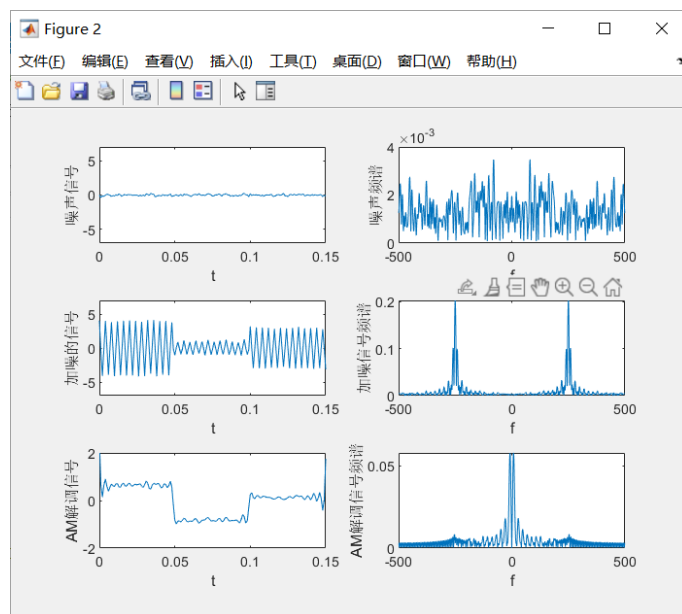 Figure 2
文件(F) 编辑(E) 查看(V) 插入(I) 工具(T) 桌面(D) 窗口(W) 帮助(H)
噪声信号
5
0
-5
0 0.05 0.1 0.15
t
噪声频谱
×10⁻³
4
2
0
-500 0 500
加噪的信号
5
0
-5
0 0.05 0.1 0.15
t
加噪信号频谱
0.2
0.1
0
-500 0 500
f
AM解调信号
2
0
-2
0 0.05 0.1 0.15
t
AM解调信号频谱
0.05
0
-500 0 500
f